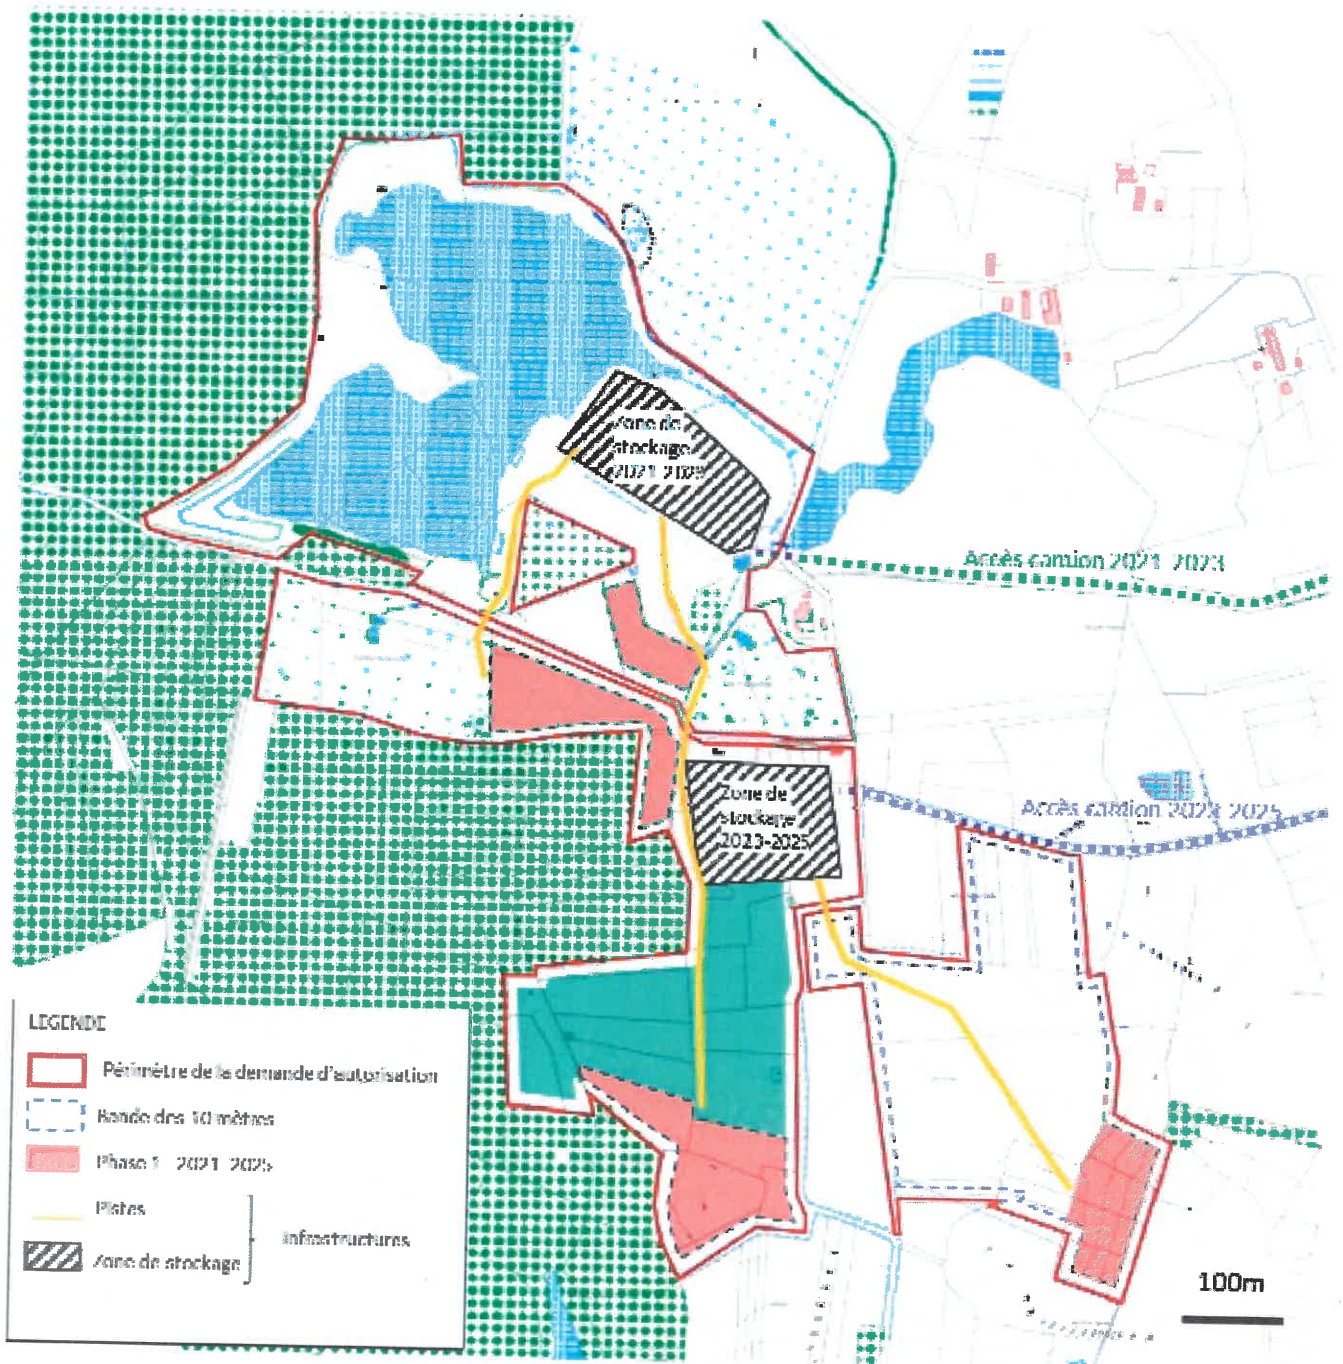 Zone de
stockage
2021-2023
Accès camion 2021-2023
Zone de
stockage
2023-2025
Accès camion 2023-2025
LEGENDE
Périmètre de la demande d'autorisation
Bande des 10 mètres
Phase 1 2021-2025
Pistes
Infrastructures
Zone de stockage
100m